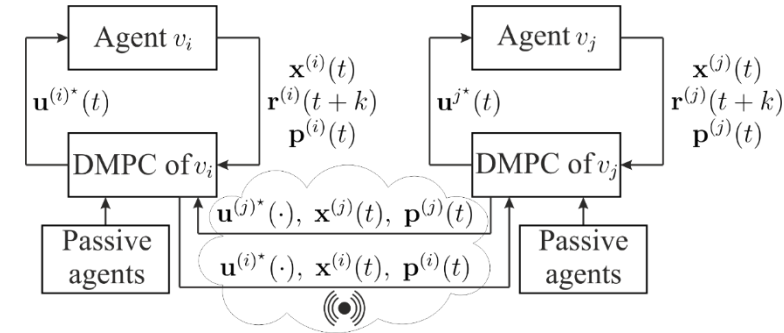 Agent v_i
Agent v_j
u^{(i)^⋆}(t)
x^{(i)}(t)
r^{(i)}(t + k)
p^{(i)}(t)
u^{j^⋆}(t)
x^{(j)}(t)
r^{(j)}(t + k)
p^{(j)}(t)
DMPC of v_i
DMPC of v_j
u^{(j)^⋆}(·), x^{(j)}(t), p^{(j)}(t)
Passive
agents
u^{(i)^⋆}(·), x^{(i)}(t), p^{(i)}(t)
Passive
agents